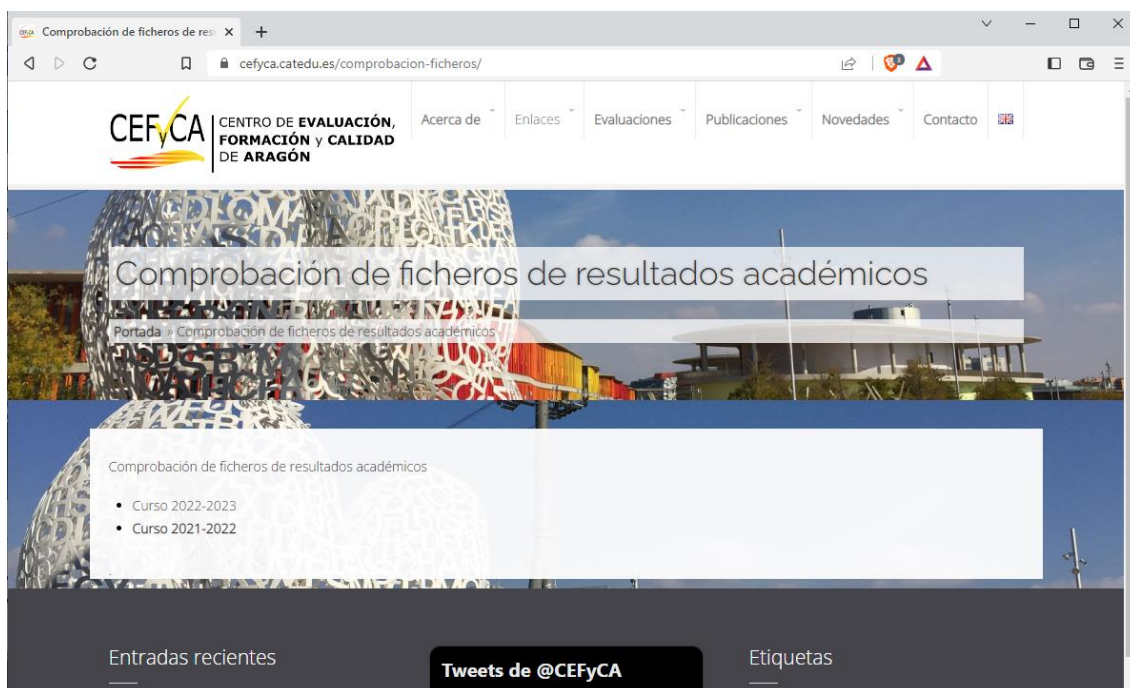 Comprobación de ficheros de res
cefyca.catedu.es/comprobacion-ficheros/
CEFyCA
CENTRO DE EVALUACIÓN,
FORMACIÓN y CALIDAD
DE ARAGÓN
Acerca de Enlaces Evaluaciones Publicaciones Novedades Contacto
Comprobación de ficheros de resultados académicos
Portada » Comprobación de ficheros de resultados académicos
Comprobación de ficheros de resultados académicos
• Curso 2022-2023
• Curso 2021-2022
.
Entradas recientes
Tweets de @CEFyCA
Etiquetas